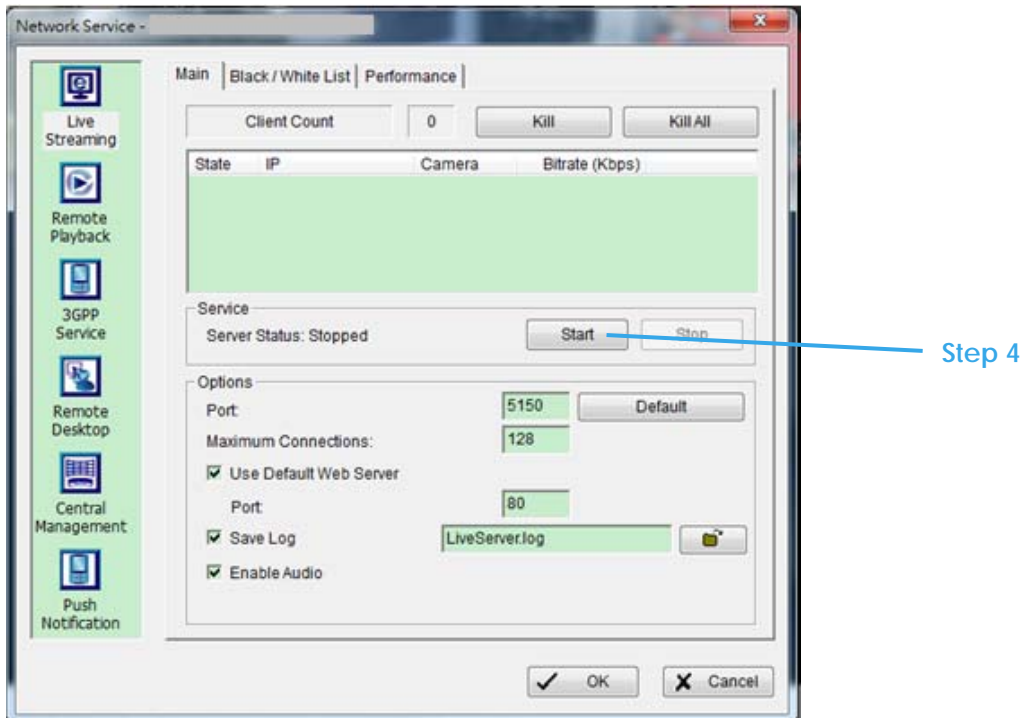 Network Service -
Live
Streaming
Remote
Playback
3GPP
Service
Remote
Desktop
Central
Management
Push
Notification
Main Black / White List Performance
Client Count 0 Kill Kill All
State IP Camera Bitrate (Kbps)
Service
Server Status: Stopped Start Stop
Step 4
Options
Port: 5150 Default
Maximum Connections: 128
Use Default Web Server
Port: 80
Save Log LiveServer.log
Enable Audio
OK Cancel